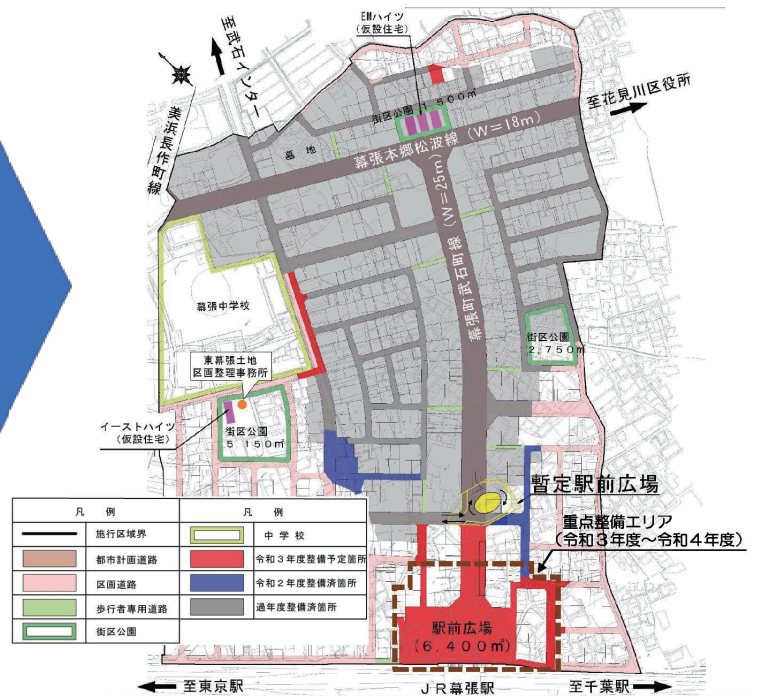 EMハイツ
(仮設住宅)
至武石インター
美浜長作町線
街区公園1,500㎡
至花見川区役所
墓地
幕張本郷松波線(W=18m)
幕張町武石町線(W=25m)
幕張中学校
街区公園
2,750㎡
東幕張土地
区画整理事務所
イーストハイツ
(仮設住宅)
街区公園
5,150㎡
暫定駅前広場
重点整備エリア
(令和3年度~令和4年度)
凡 例
凡 例
施行区域界
中 学 校
都市計画道路
令和3年度整備予定箇所
区画道路
令和2年度整備済箇所
歩行者専用道路
過年度整備済箇所
街区公園
駅前広場
(6,400㎡)
至東京駅
JR幕張駅
至千葉駅